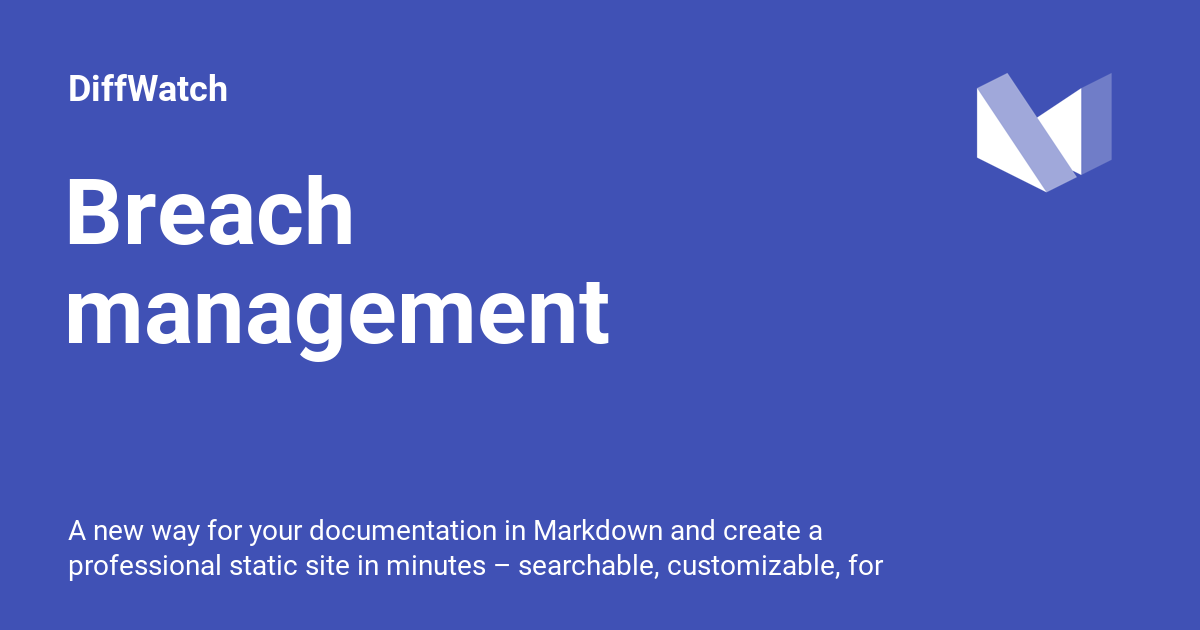 DiffWatch
Breach
management
A new way for your documentation in Markdown and create a
professional static site in minutes – searchable, customizable, for